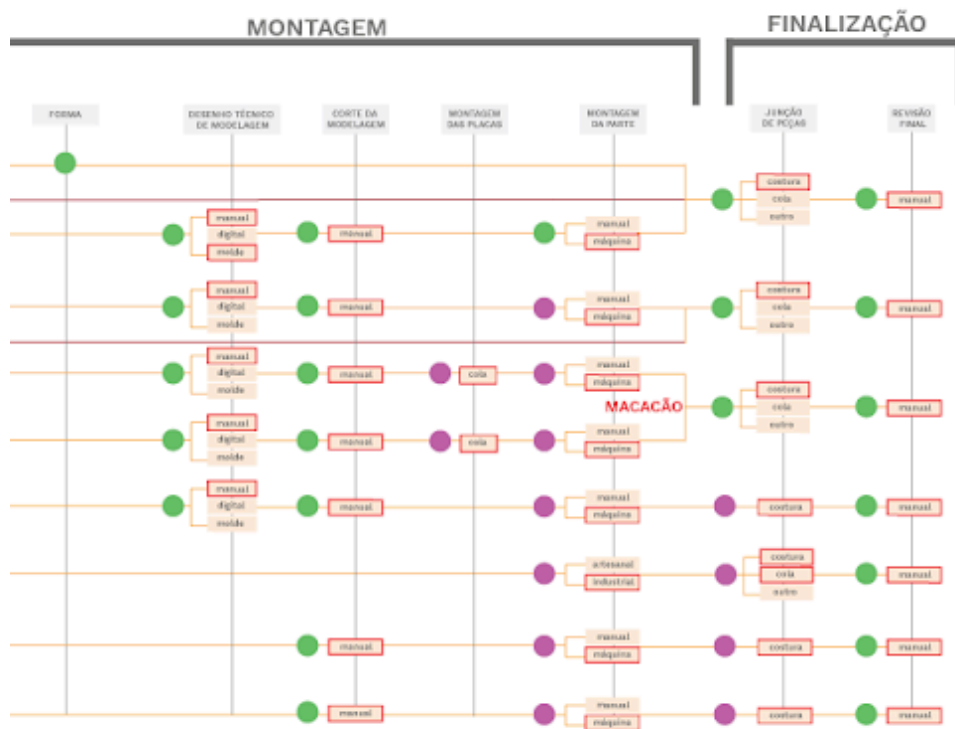 MONTAGEM
FINALIZAÇÃO
FORMA
DESENHO TÉCNICO
DE MODELAGEM
CORTE DA
MODELAGEM
MONTAGEM
DAS PLACAS
MONTAGEM
DA PARTE
JUNÇÃO
DE PEÇAS
REVISÃO
FINAL
costura
cola
outro
manual
manual
digital
molde
manual
manual
máquina
manual
digital
molde
manual
manual
máquina
costura
cola
outro
manual
manual
digital
molde
manual
cola
manual
máquina
MACACÃO
costura
cola
outro
manual
manual
digital
molde
manual
cola
manual
máquina
manual
digital
molde
manual
manual
máquina
costura
manual
artesanal
industrial
costura
cola
outro
manual
manual
manual
máquina
costura
manual
manual
manual
máquina
costura
manual